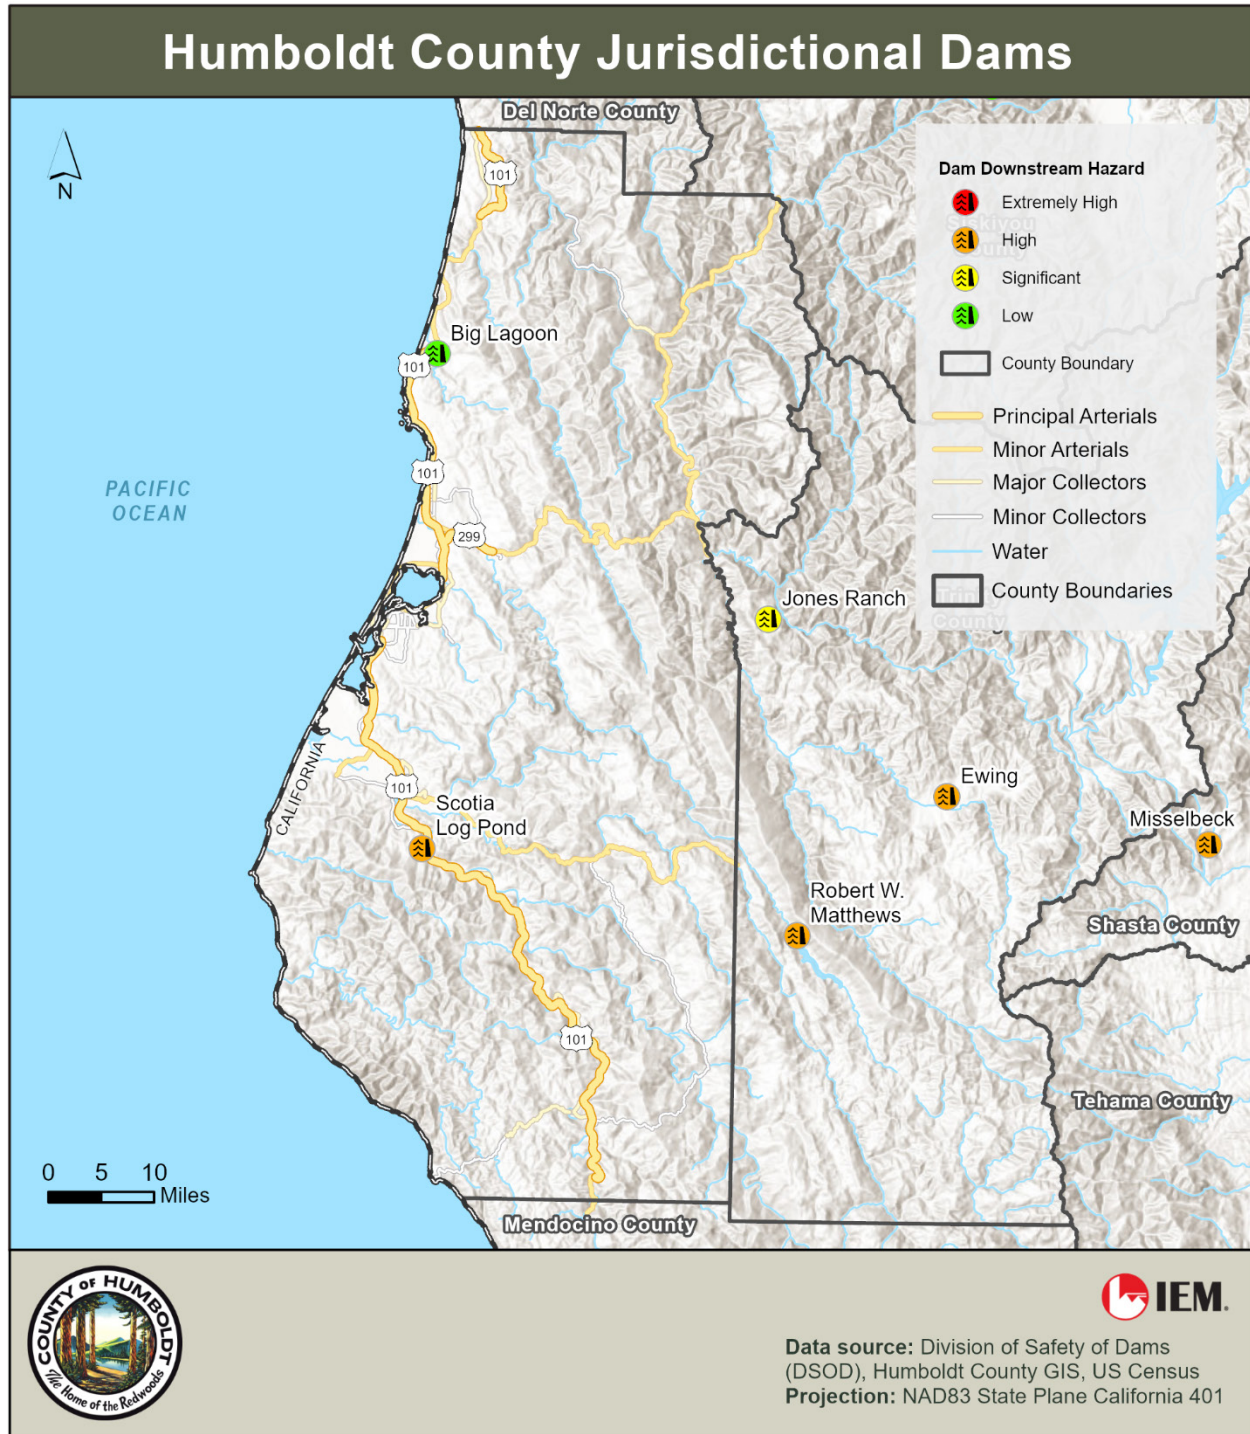 Humboldt County Jurisdictional Dams
Del Norte County
N
101
Dam Downstream Hazard
Extremely High
High
Significant
Low
County Boundary
Principal Arterials
Minor Arterials
Major Collectors
Minor Collectors
Water
County Boundaries
Siskiyou
County
Trinity
County
Big Lagoon
101
101
PACIFIC
OCEAN
299
Jones Ranch
CALIFORNIA
101
Scotia
Log Pond
Ewing
Misselbeck
Robert W.
Matthews
Shasta County
101
Tehama County
0 5 10
Miles
Mendocino County
COUNTY OF HUMBOLDT
The Home of the Redwoods
IEM.
Data source: Division of Safety of Dams
(DSOD), Humboldt County GIS, US Census
Projection: NAD83 State Plane California 401